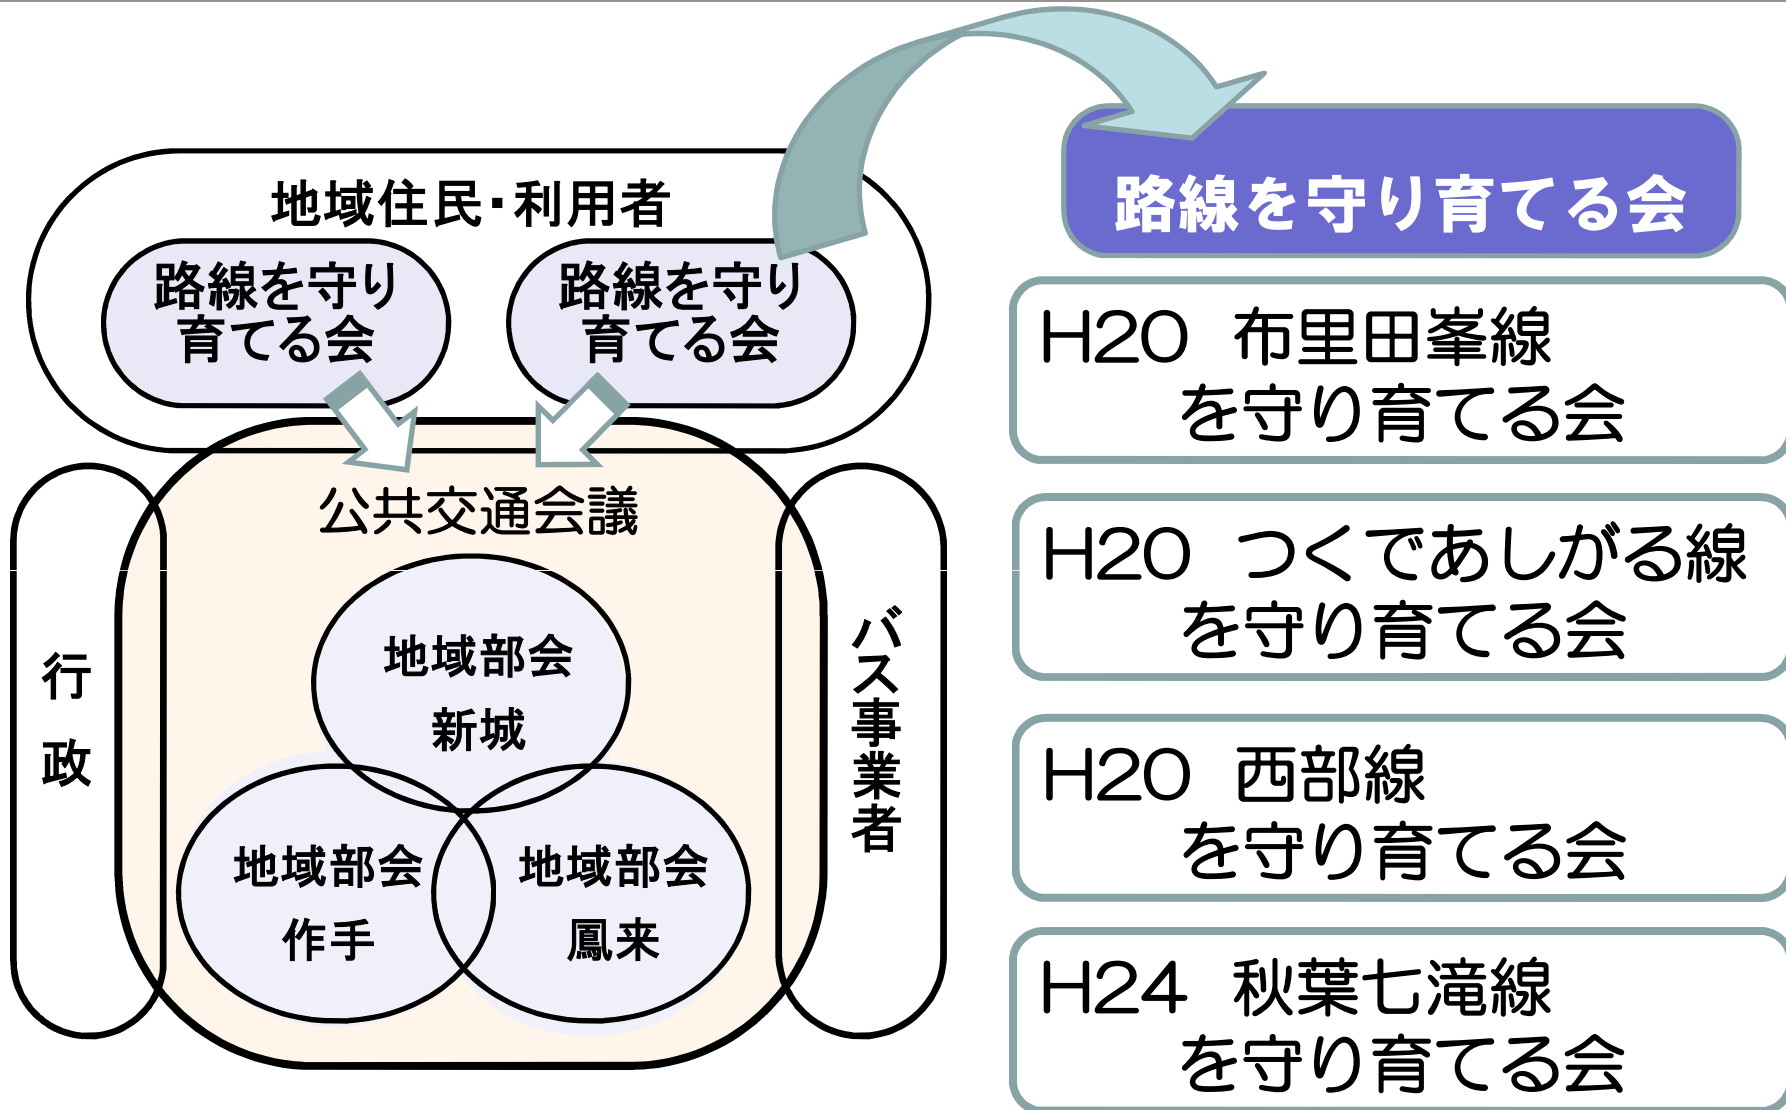 地域住民・利用者
路線を守り
育てる会
路線を守り
育てる会
公共交通会議
行政
バス事業者
地域部会
新城
地域部会
作手
地域部会
鳳来
路線を守り育てる会
H20 布里田峯線
を守り育てる会
H20 つくであしがる線
を守り育てる会
H20 西部線
を守り育てる会
H24 秋葉七滝線
を守り育てる会